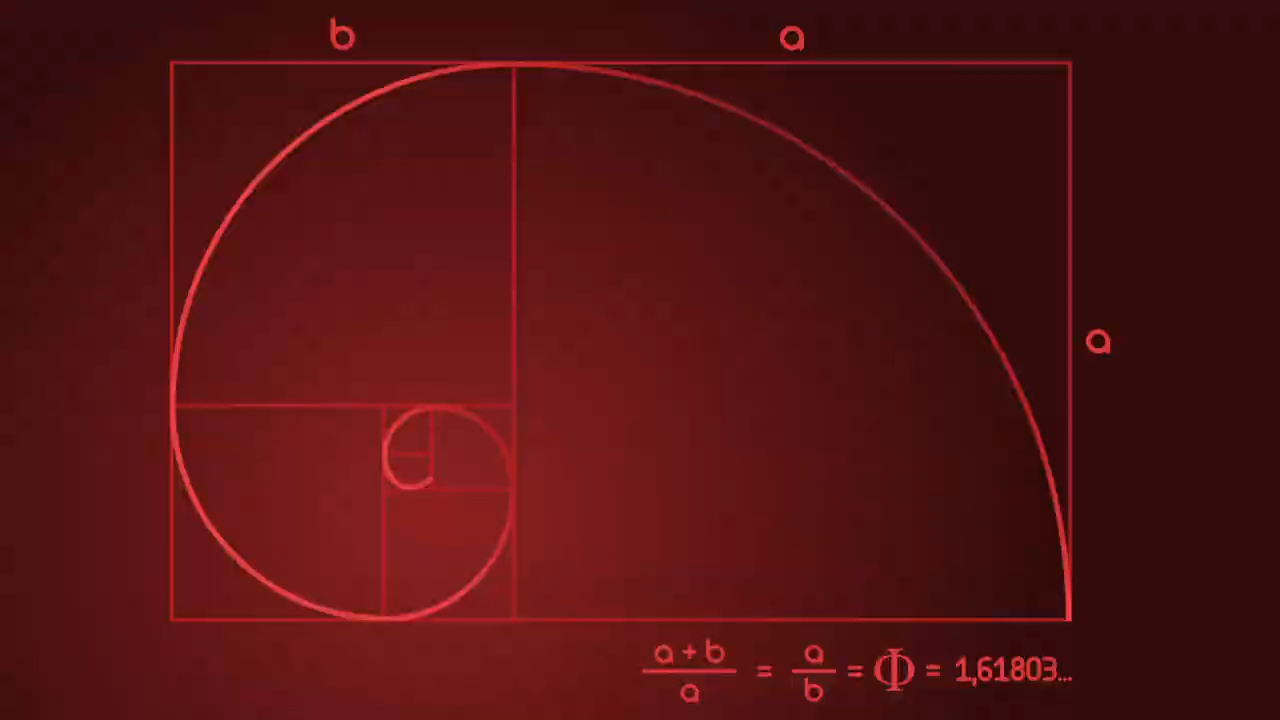 b
a
a
a + b / a = a / b = Φ = 1,61803...